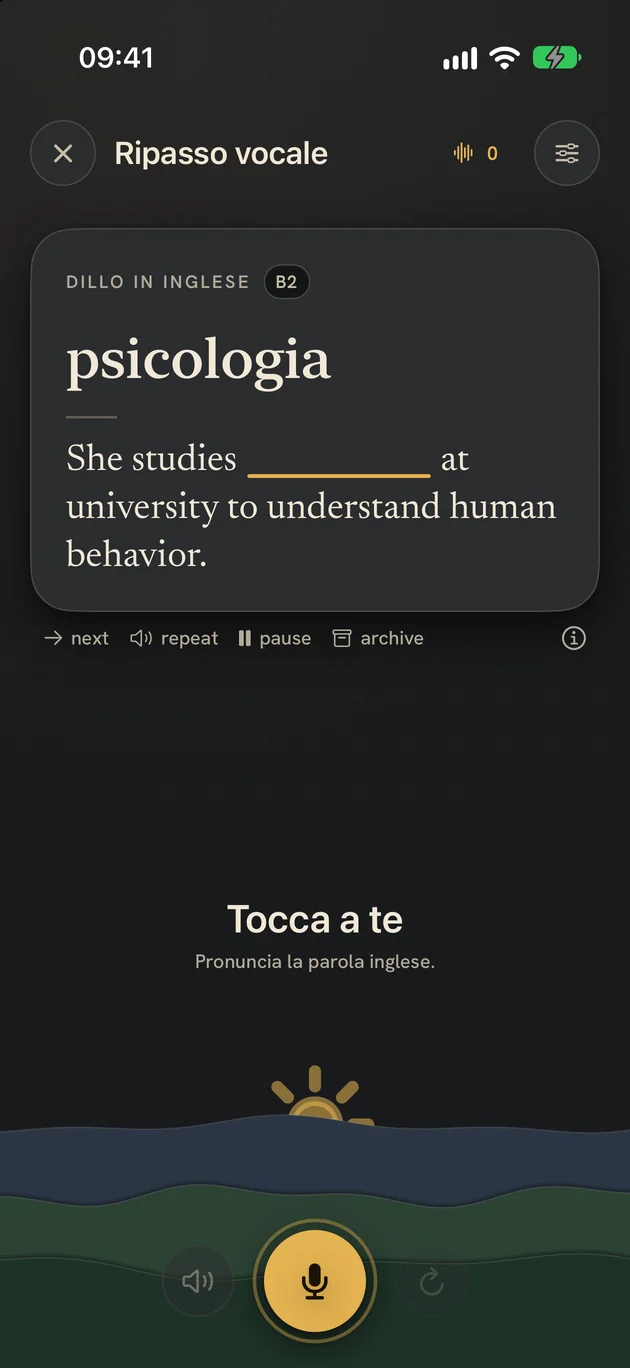 09:41
Ripasso vocale 0
DILLO IN INGLESE B2
psicologia
She studies __________ at
university to understand human
behavior.
next repeat pause archive
Tocca a te
Pronuncia la parola inglese.